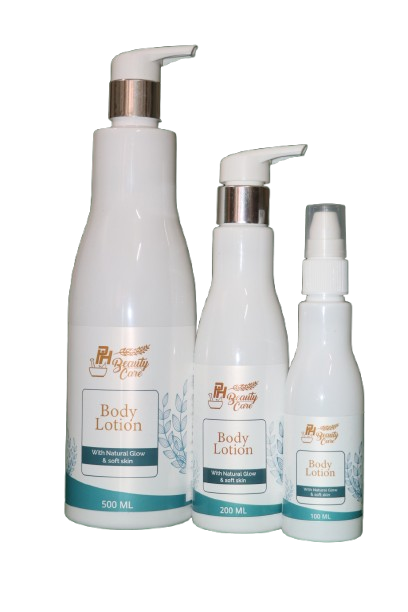 PH
Beauty
Care
Body
Lotion
With Natural Glow
& soft skin
500 ML
PH
Beauty
Care
Body
Lotion
With Natural Glow
& soft skin
200 ML
PH
Beauty
Care
Body
Lotion
With Natural Glow
& soft skin
100 ML